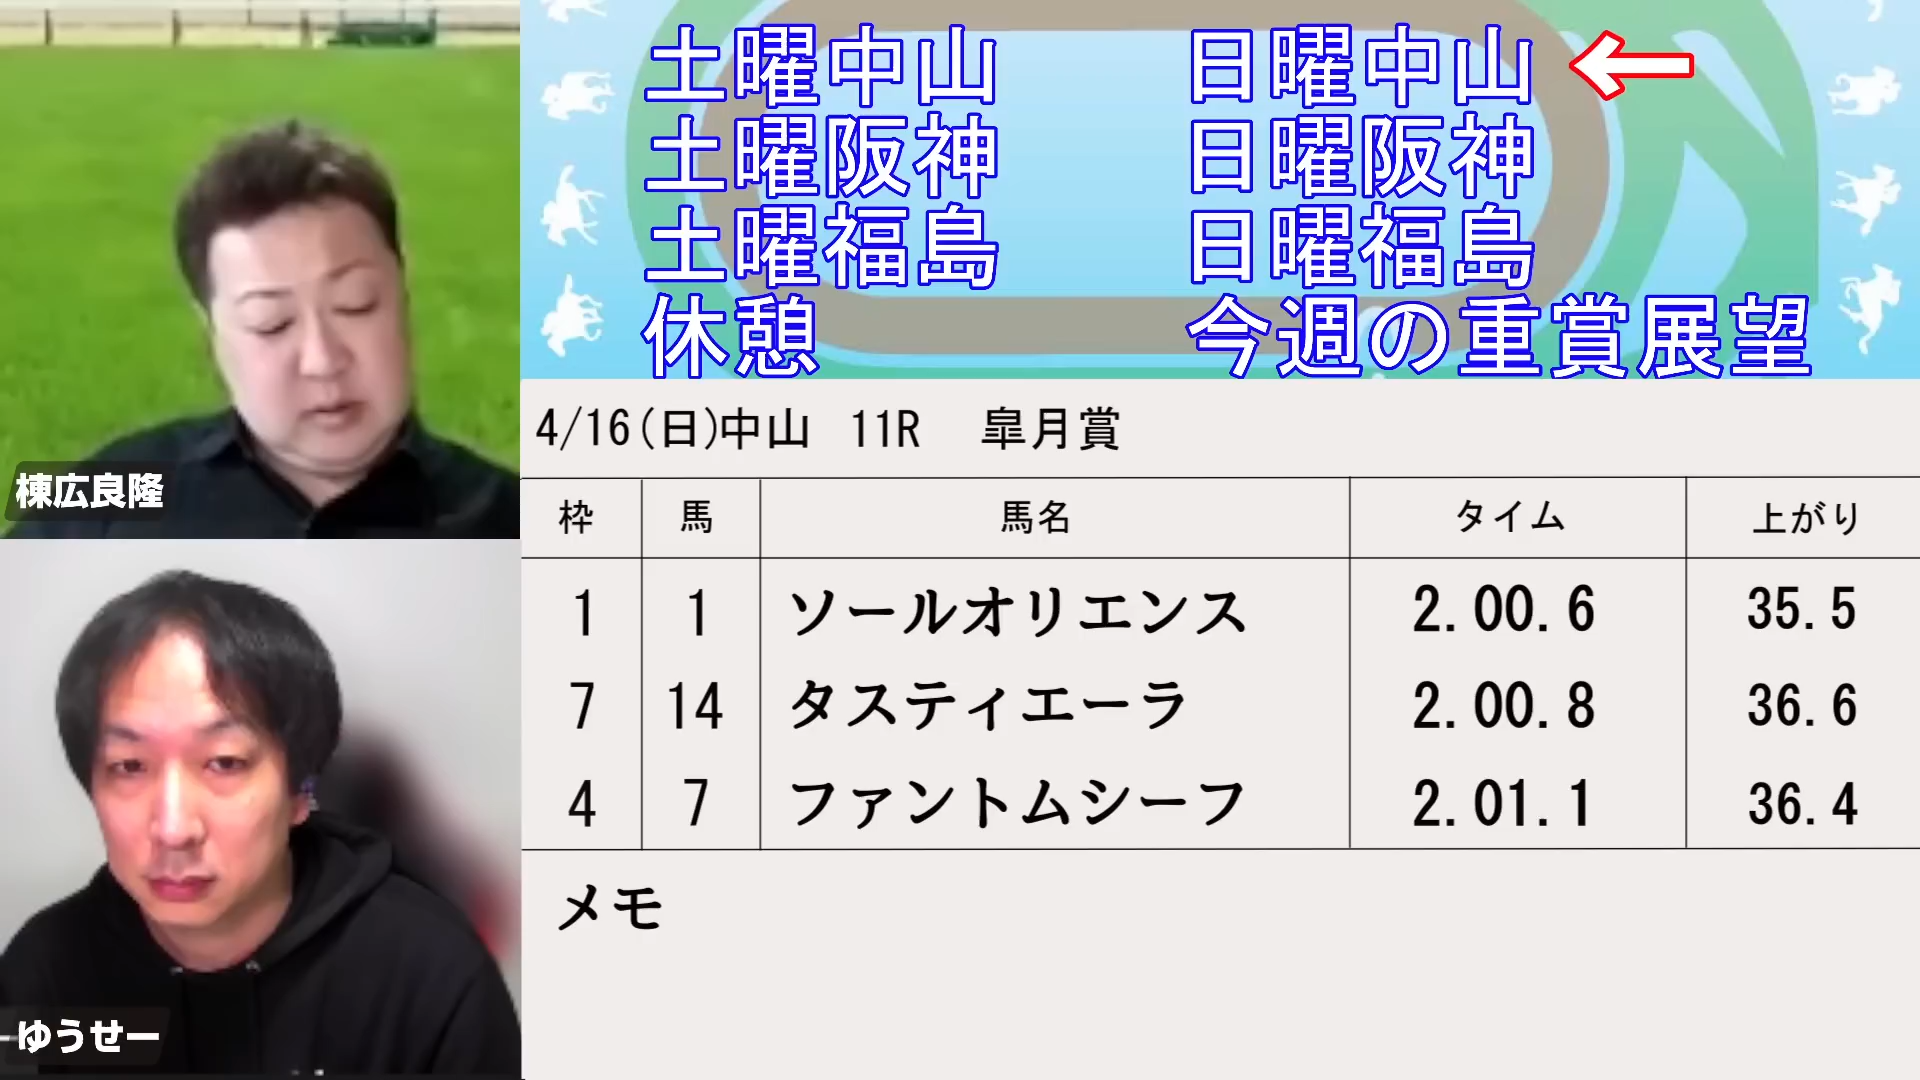 土曜中山 日曜中山
土曜阪神 日曜阪神
土曜福島 日曜福島
休憩 今週の重賞展望
4/16(日)中山 11R 皐月賞
枠 馬 馬名 タイム 上がり
1 1 ソールオリエンス 2.00.6 35.5
7 14 タスティエーラ 2.00.8 36.6
4 7 ファントムシーフ 2.01.1 36.4
メモ
棟広良隆
ゆうせー